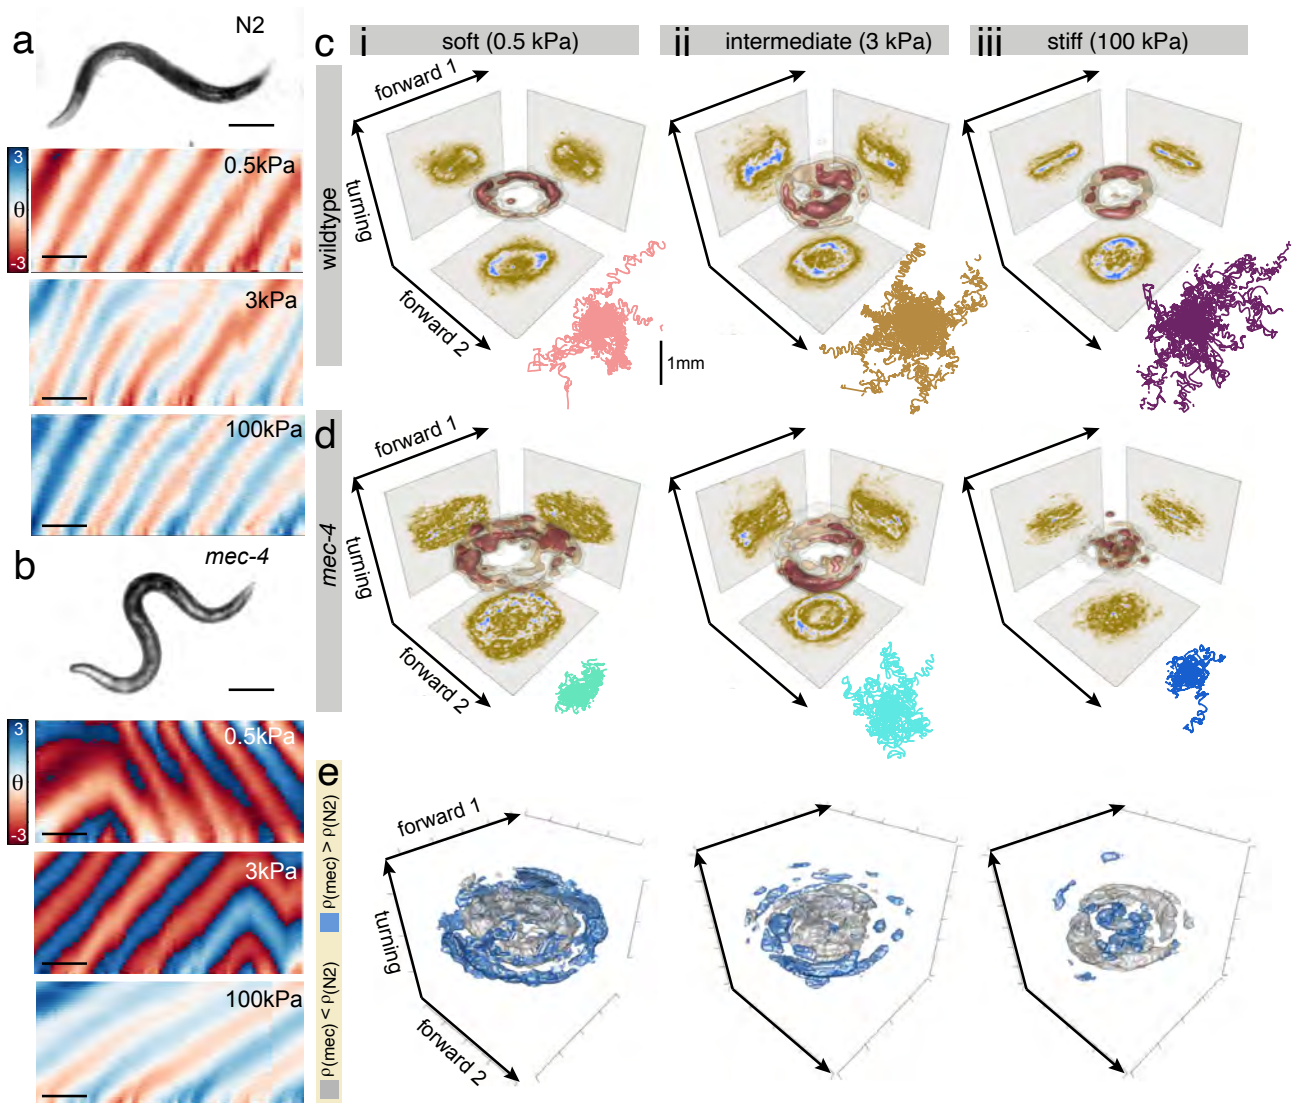 a
N2
3
θ
-3
0.5kPa
3kPa
100kPa
b
mec-4
3
θ
-3
0.5kPa
3kPa
100kPa
c
i soft (0.5 kPa)
ii intermediate (3 kPa)
iii stiff (100 kPa)
wildtype
forward 1
turning
forward 2
1mm
d
mec-4
forward 1
turning
forward 2
e
ρ(mec) < ρ(N2) ρ(mec) > ρ(N2)
forward 1
turning
forward 2